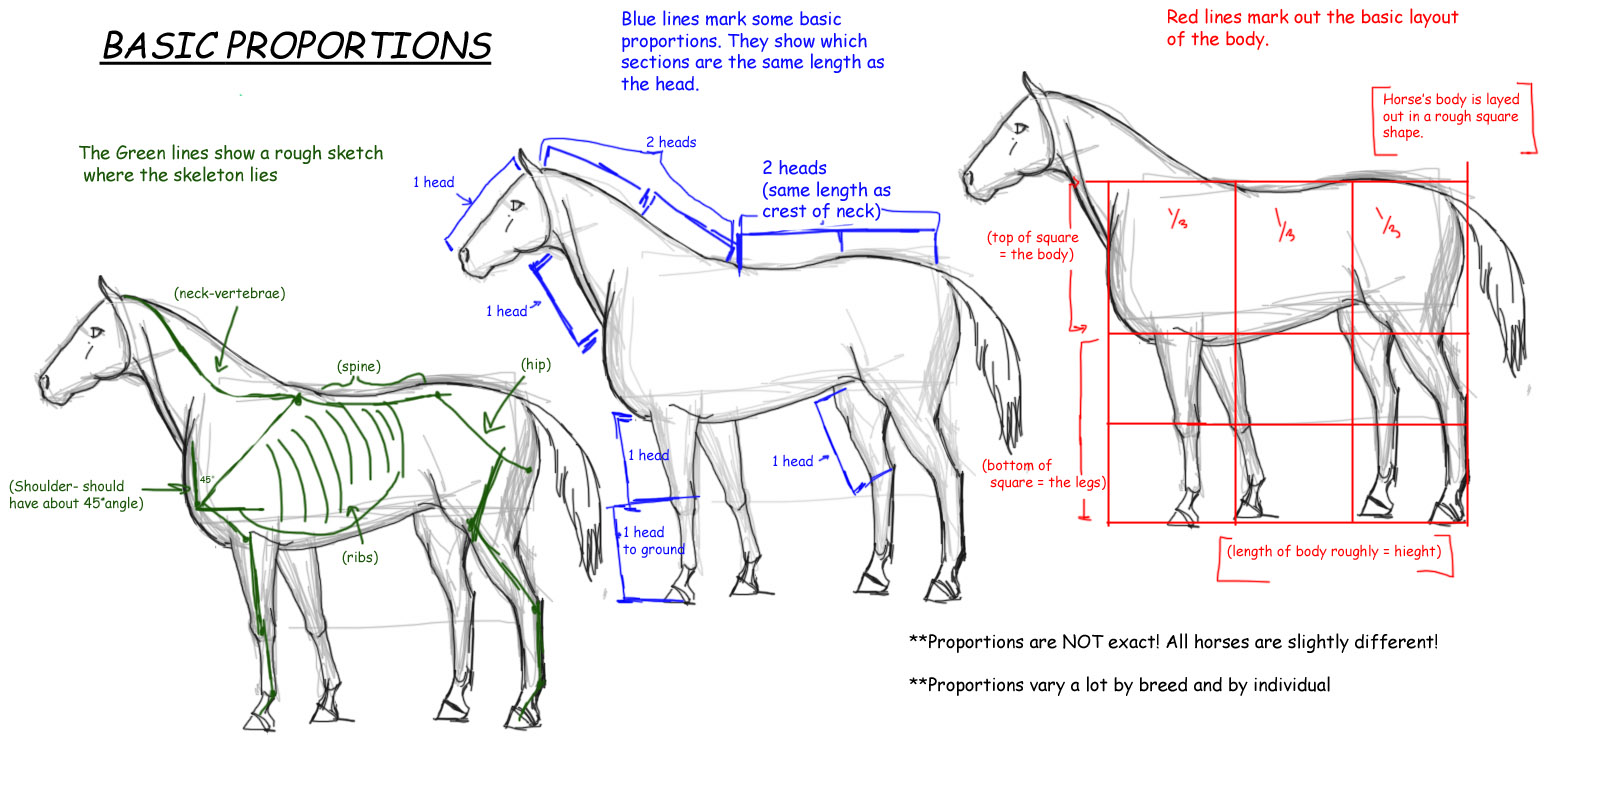 BASIC PROPORTIONS
The Green lines show a rough sketch
where the skeleton lies
(neck-vertebrae)
(spine)
(hip)
45°
(Shoulder- should
have about 45°angle)
(ribs)
Blue lines mark some basic
proportions. They show which
sections are the same length as
the head.
2 heads
1 head
2 heads
(same length as
crest of neck)
1 head
1 head
1 head
1 head
to ground
Red lines mark out the basic layout
of the body.
Horse's body is layed
out in a rough square
shape.
1/3
1/3
1/3
(top of square
= the body)
(bottom of
square = the legs)
(length of body roughly = hieght)
**Proportions are NOT exact! All horses are slightly different!
**Proportions vary a lot by breed and by individual